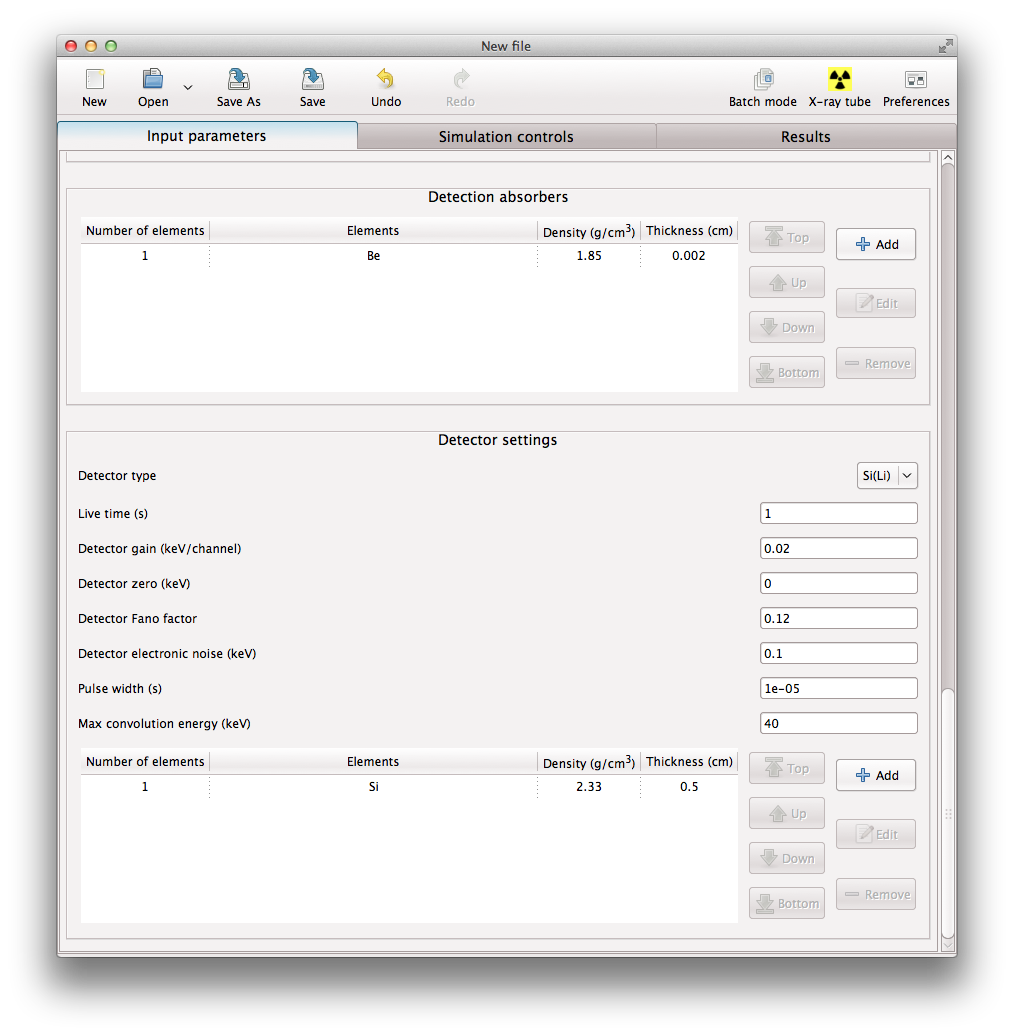 New file
New Open Save As Save Undo Redo Batch mode X-ray tube Preferences
Input parameters Simulation controls Results
Detection absorbers
Number of elements Elements Density (g/cm³) Thickness (cm)
1 Be 1.85 0.002
Top
Add
Up
Edit
Down
Remove
Bottom
Detector settings
Detector type Si(Li)
Live time (s) 1
Detector gain (keV/channel) 0.02
Detector zero (keV) 0
Detector Fano factor 0.12
Detector electronic noise (keV) 0.1
Pulse width (s) 1e-05
Max convolution energy (keV) 40
Number of elements Elements Density (g/cm³) Thickness (cm)
1 Si 2.33 0.5
Top
Add
Up
Edit
Down
Remove
Bottom